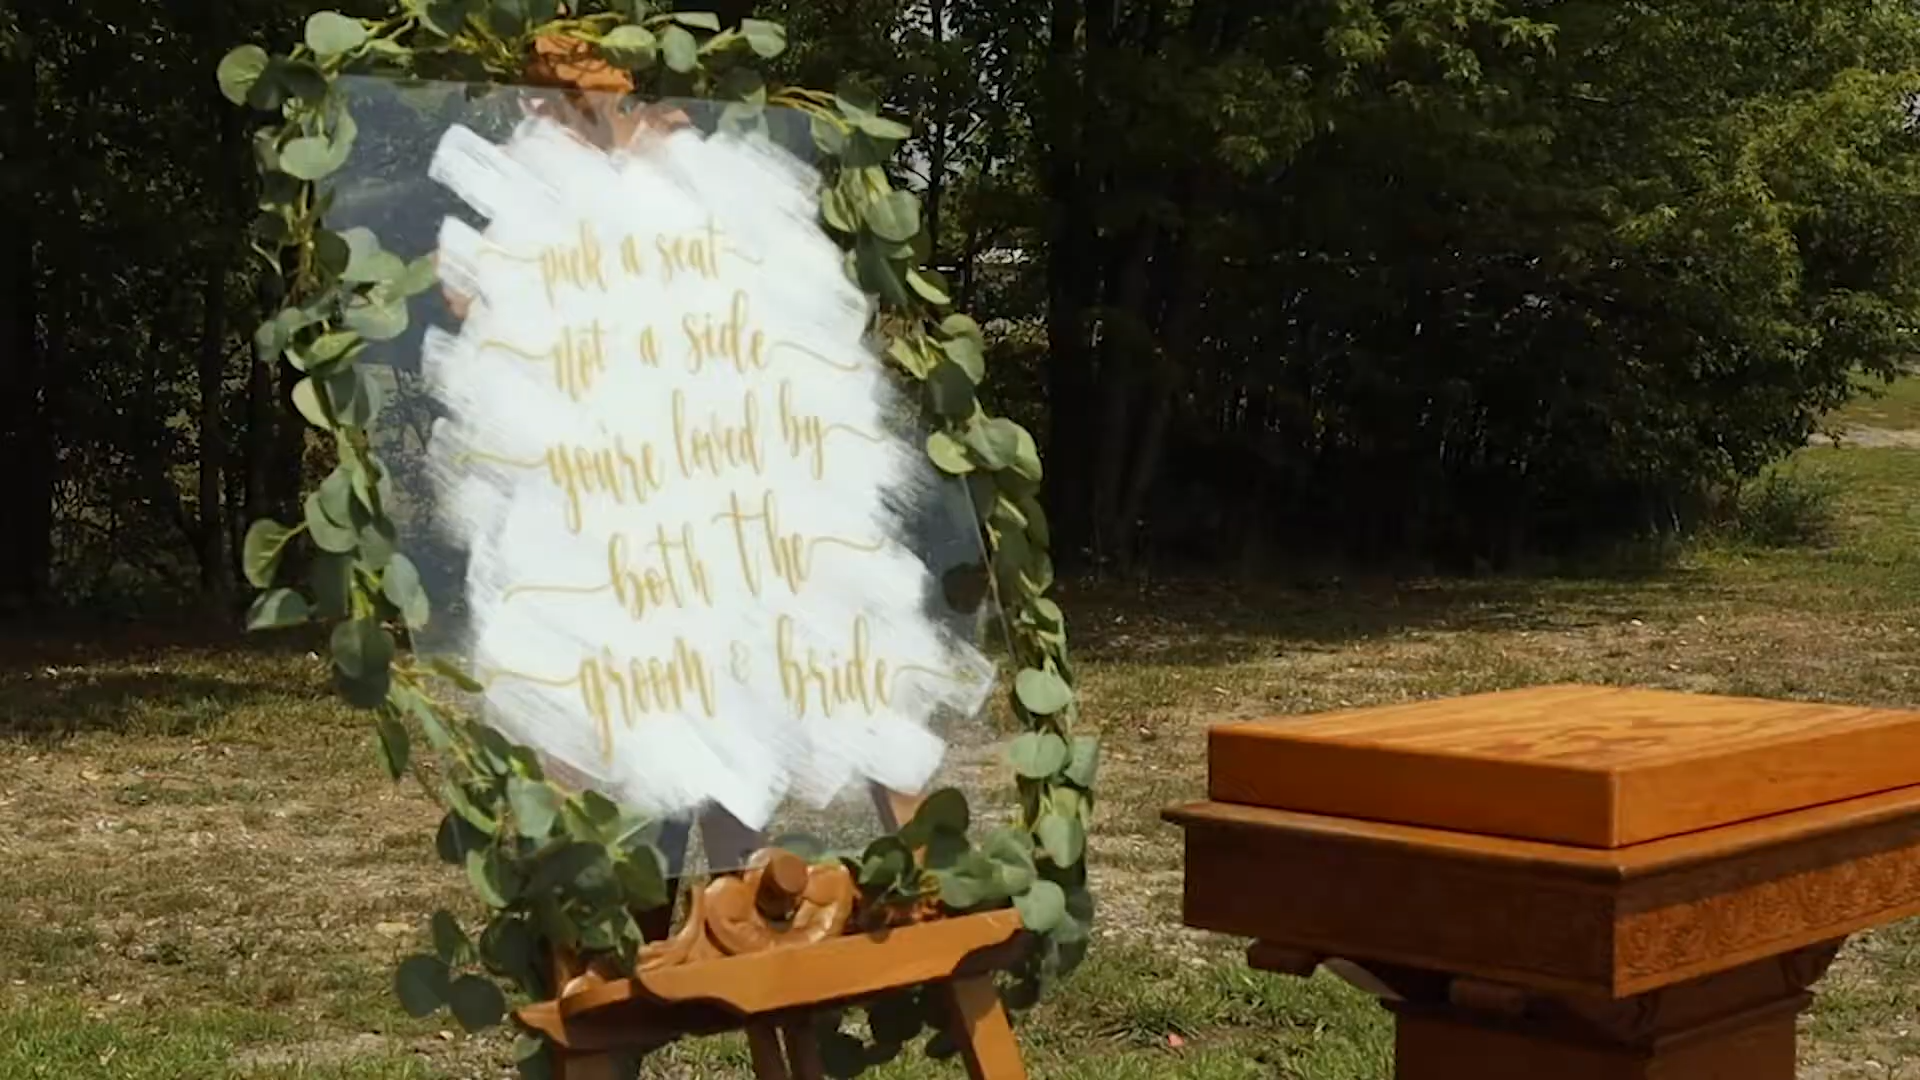 pick a seat
not a side
you're loved by
both the
groom & bride